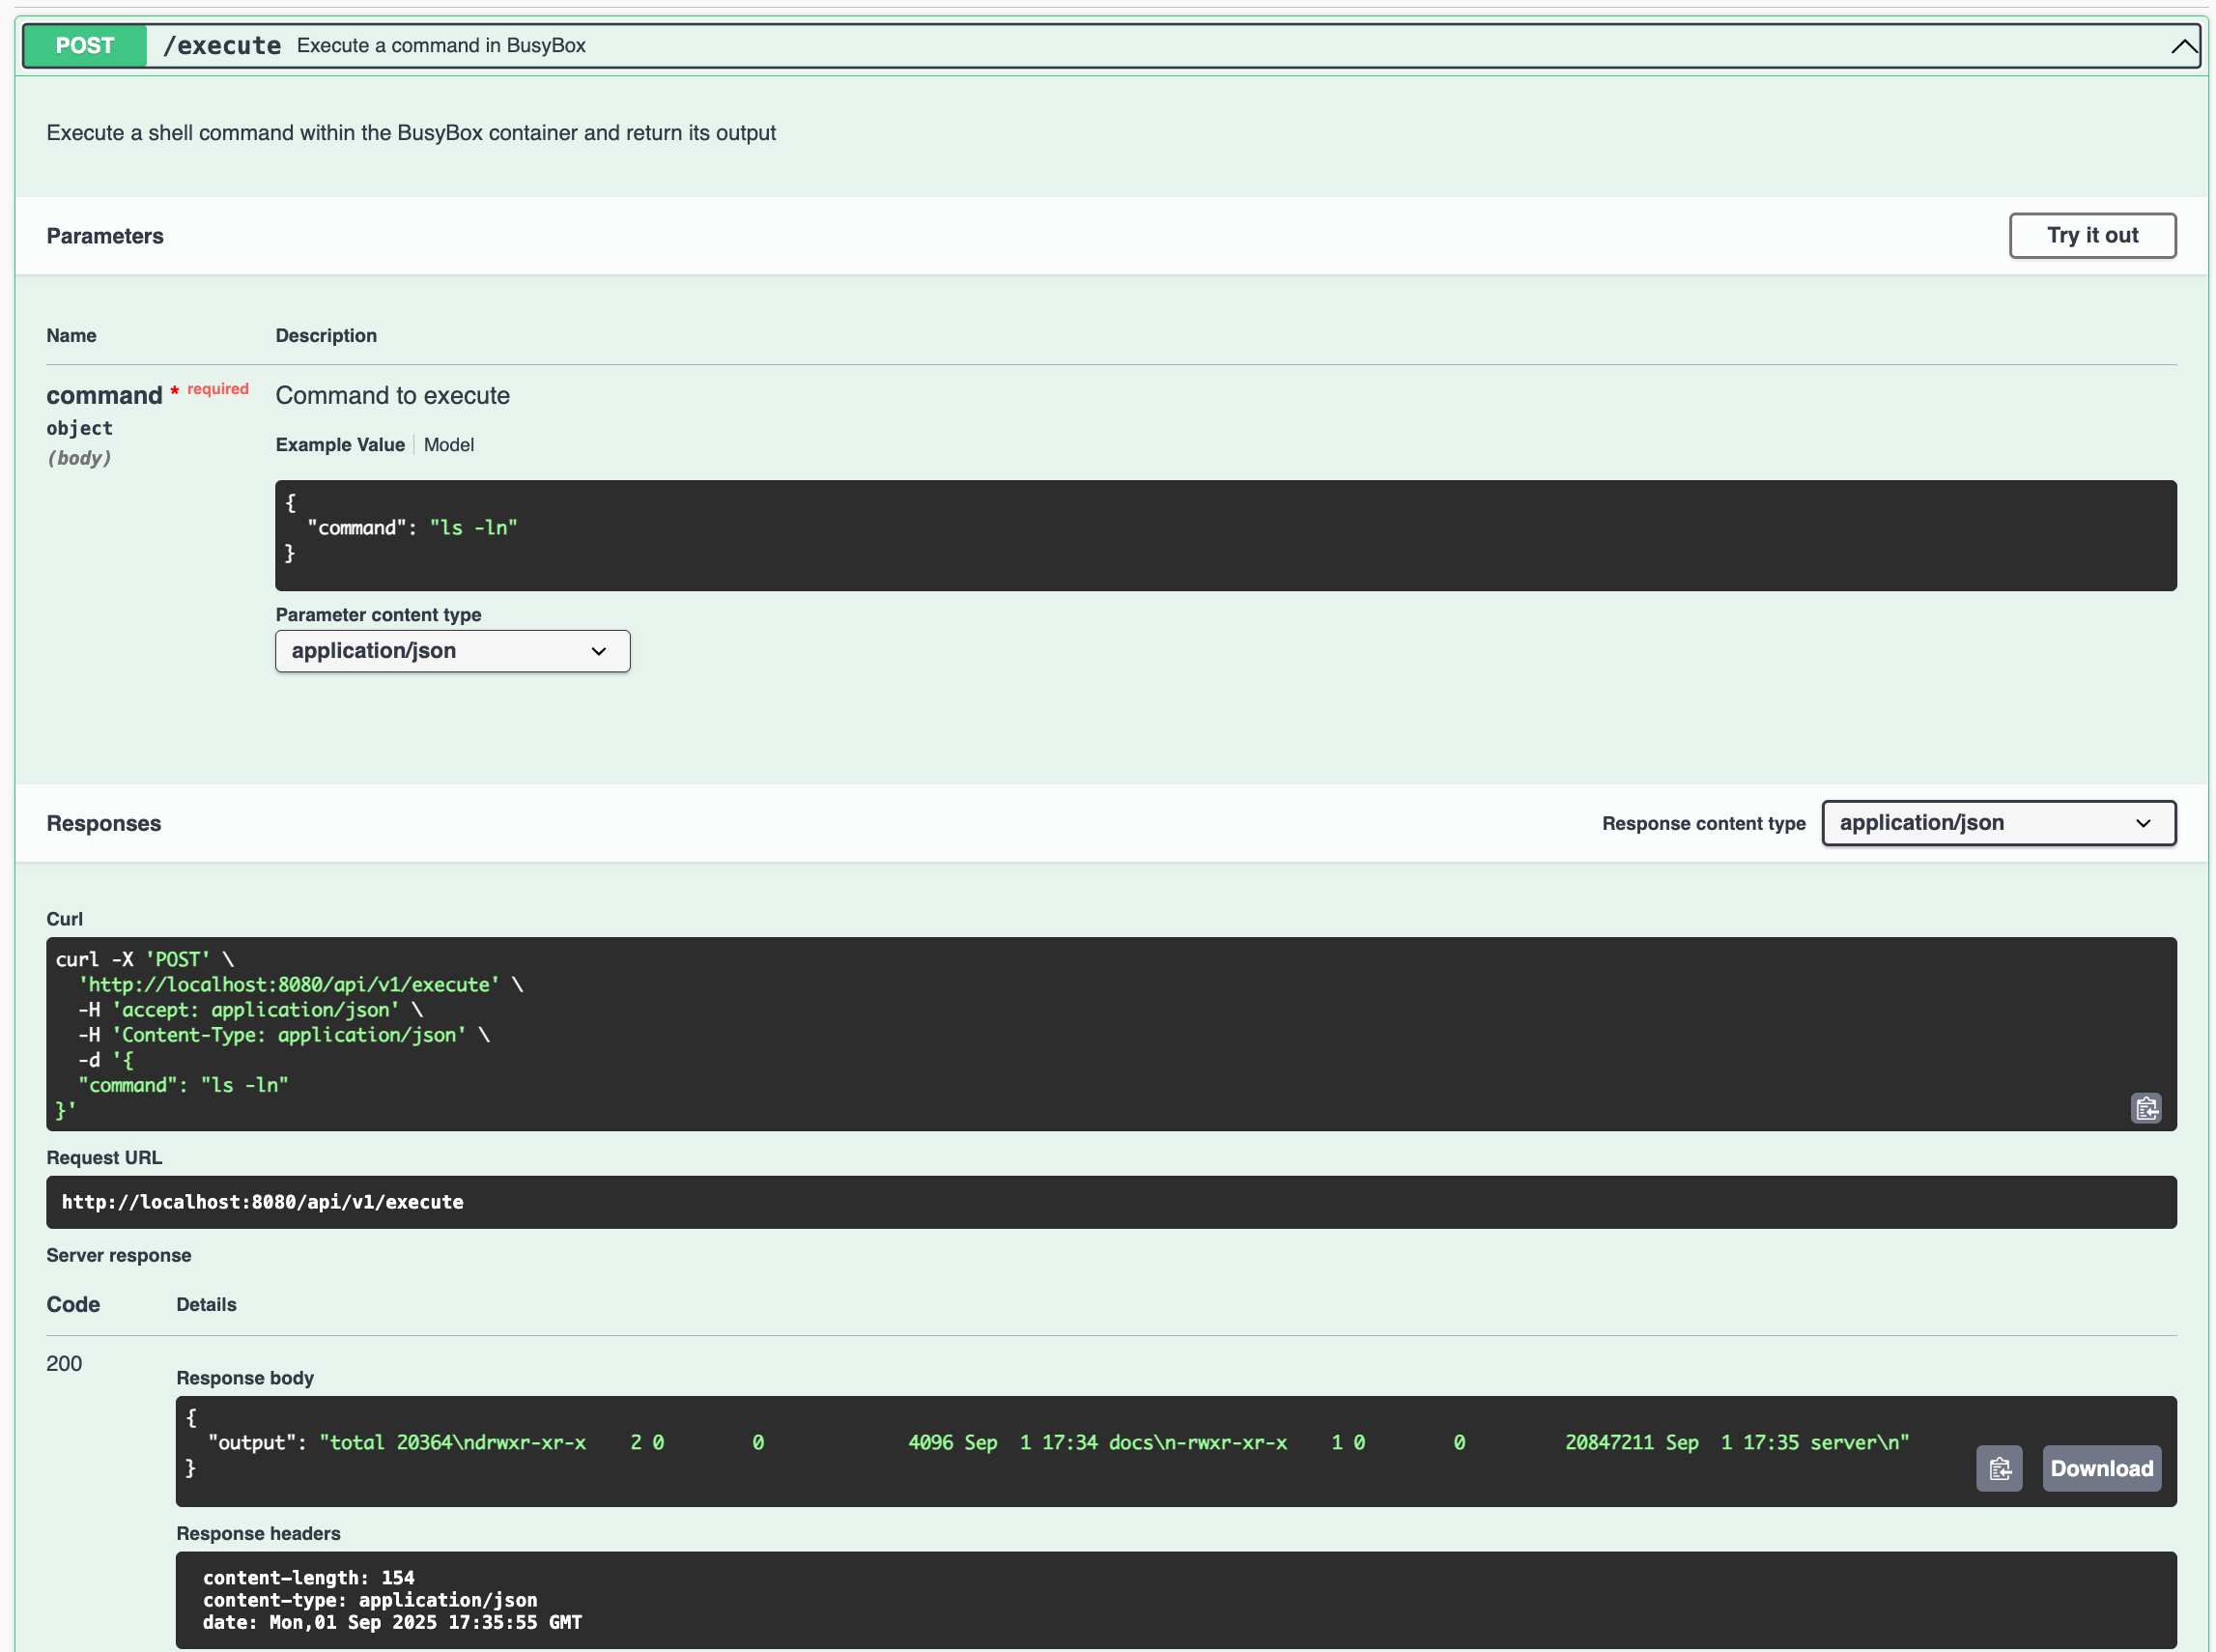 POST /execute Execute a command in BusyBox
Execute a shell command within the BusyBox container and return its output
Parameters
Try it out
Name Description
command * required
object
(body)
Command to execute
Example Value Model
{
  "command": "ls -ln"
}
Parameter content type
application/json
Responses
Response content type application/json
Curl
curl -X 'POST' \
  'http://localhost:8080/api/v1/execute' \
  -H 'accept: application/json' \
  -H 'Content-Type: application/json' \
  -d '{
  "command": "ls -ln"
}'
Request URL
http://localhost:8080/api/v1/execute
Server response
Code Details
200
Response body
{
  "output": "total 20364\ndrwxr-xr-x    2 0        0             4096 Sep  1 17:34 docs\n-rwxr-xr-x    1 0        0         20847211 Sep  1 17:35 server\n"
}
Download
Response headers
content-length: 154
content-type: application/json
date: Mon,01 Sep 2025 17:35:55 GMT